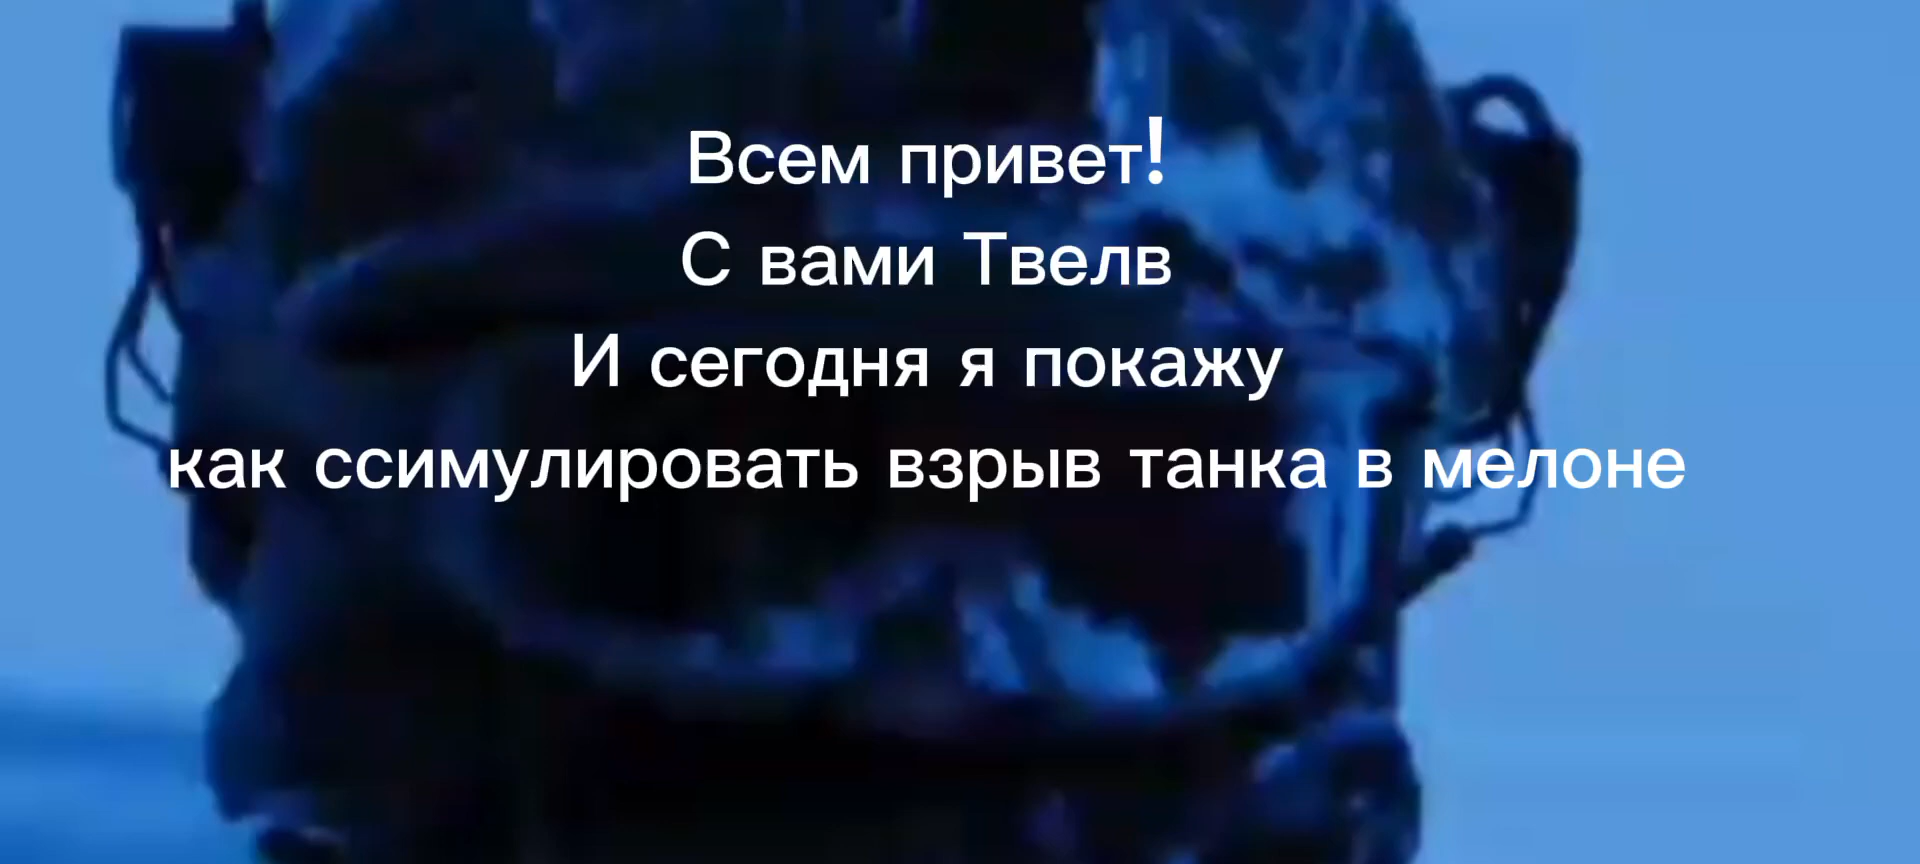 Всем привет!
С вами Твелв
И сегодня я покажу
как ссимулировать взрыв танка в мелоне